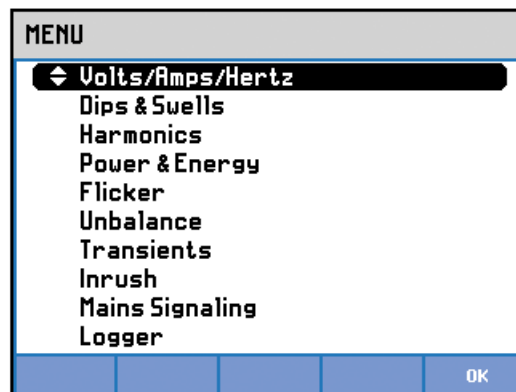 MENU
Volts/Amps/Hertz
Dips & Swells
Harmonics
Power & Energy
Flicker
Unbalance
Transients
Inrush
Mains Signaling
Logger
OK